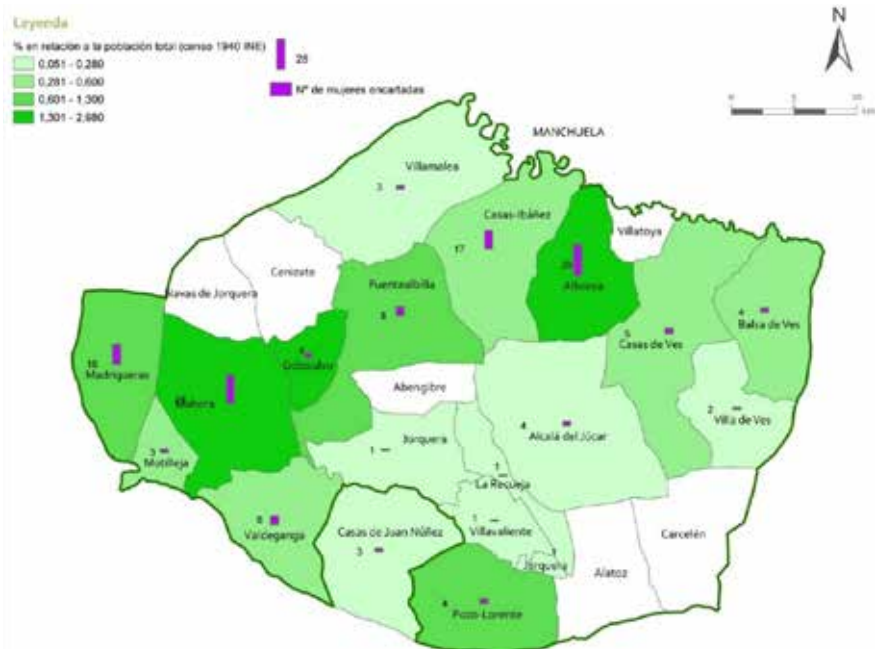 Leyenda
% en relación a la población total (censo 1940 INE)
0,051 - 0,280
0,281 - 0,600
0,601 - 1,300
1,301 - 2,680
28
Nº de mujeres encartadas
N
MANCHUELA
Villamalea
3
Casas-Ibáñez
17
Villatoya
Alborea
Cenizate
Navas de Jorquera
Fuentealbilla
8
Balsa de Ves
4
Casas de Ves
5
Golosalvo
4
Madrigueras
18
Mahora
Abengibre
Villa de Ves
2
Alcalá del Júcar
4
Jorquera
1
Motilleja
3
La Recueja
1
Valdeganga
Villavaliente
1
Casas de Juan Núñez
3
Carcelén
Jorquera
Alatoz
Pozo-Lorente
4